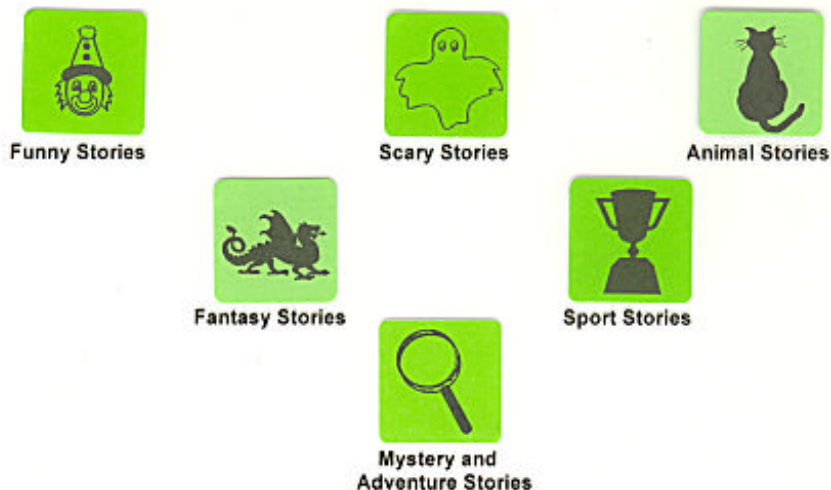 Funny Stories
Scary Stories
Animal Stories
Fantasy Stories
Sport Stories
Mystery and
Adventure Stories